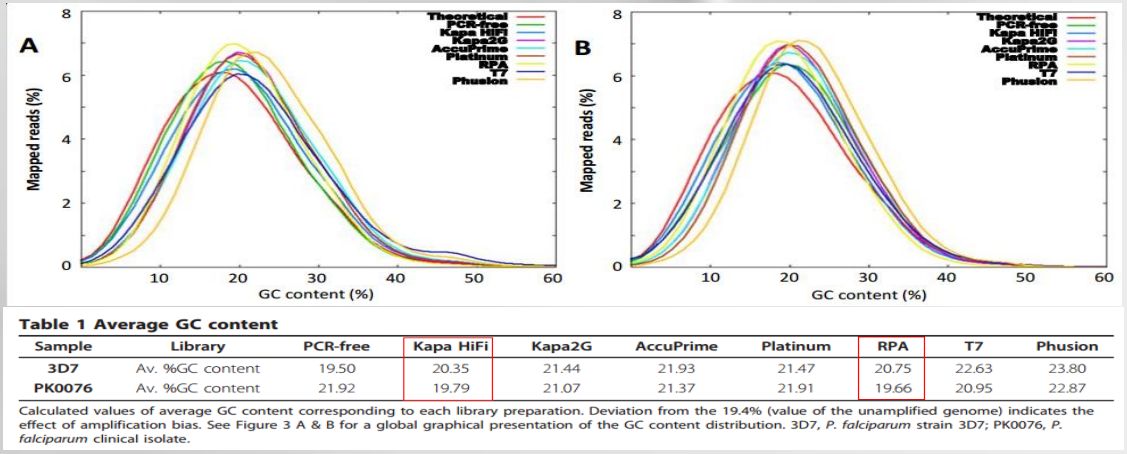 A
Theoretical
PCR-free
Kapa HiFi
Kapa2G
AccuPrime
Platinum
RPA
T7
Phusion
Mapped reads (%)
8
6
4
2
0
10 20 30 40 50 60
GC content (%)
B
Theoretical
PCR-free
Kapa HiFi
Kapa2G
AccuPrime
Platinum
RPA
T7
Phusion
Mapped reads (%)
8
6
4
2
0
10 20 30 40 50 60
GC content (%)
Table 1 Average GC content
Sample Library PCR-free Kapa HiFi Kapa2G AccuPrime Platinum RPA T7 Phusion
3D7 Av. %GC content 19.50 20.35 21.44 21.93 21.47 20.75 22.63 23.80
PK0076 Av. %GC content 21.92 19.79 21.07 21.37 21.91 19.66 20.95 22.87
Calculated values of average GC content corresponding to each library preparation. Deviation from the 19.4% (value of the unamplified genome) indicates the
effect of amplification bias. See Figure 3 A & B for a global graphical presentation of the GC content distribution. 3D7, P. falciparum strain 3D7; PK0076, P.
falciparum clinical isolate.